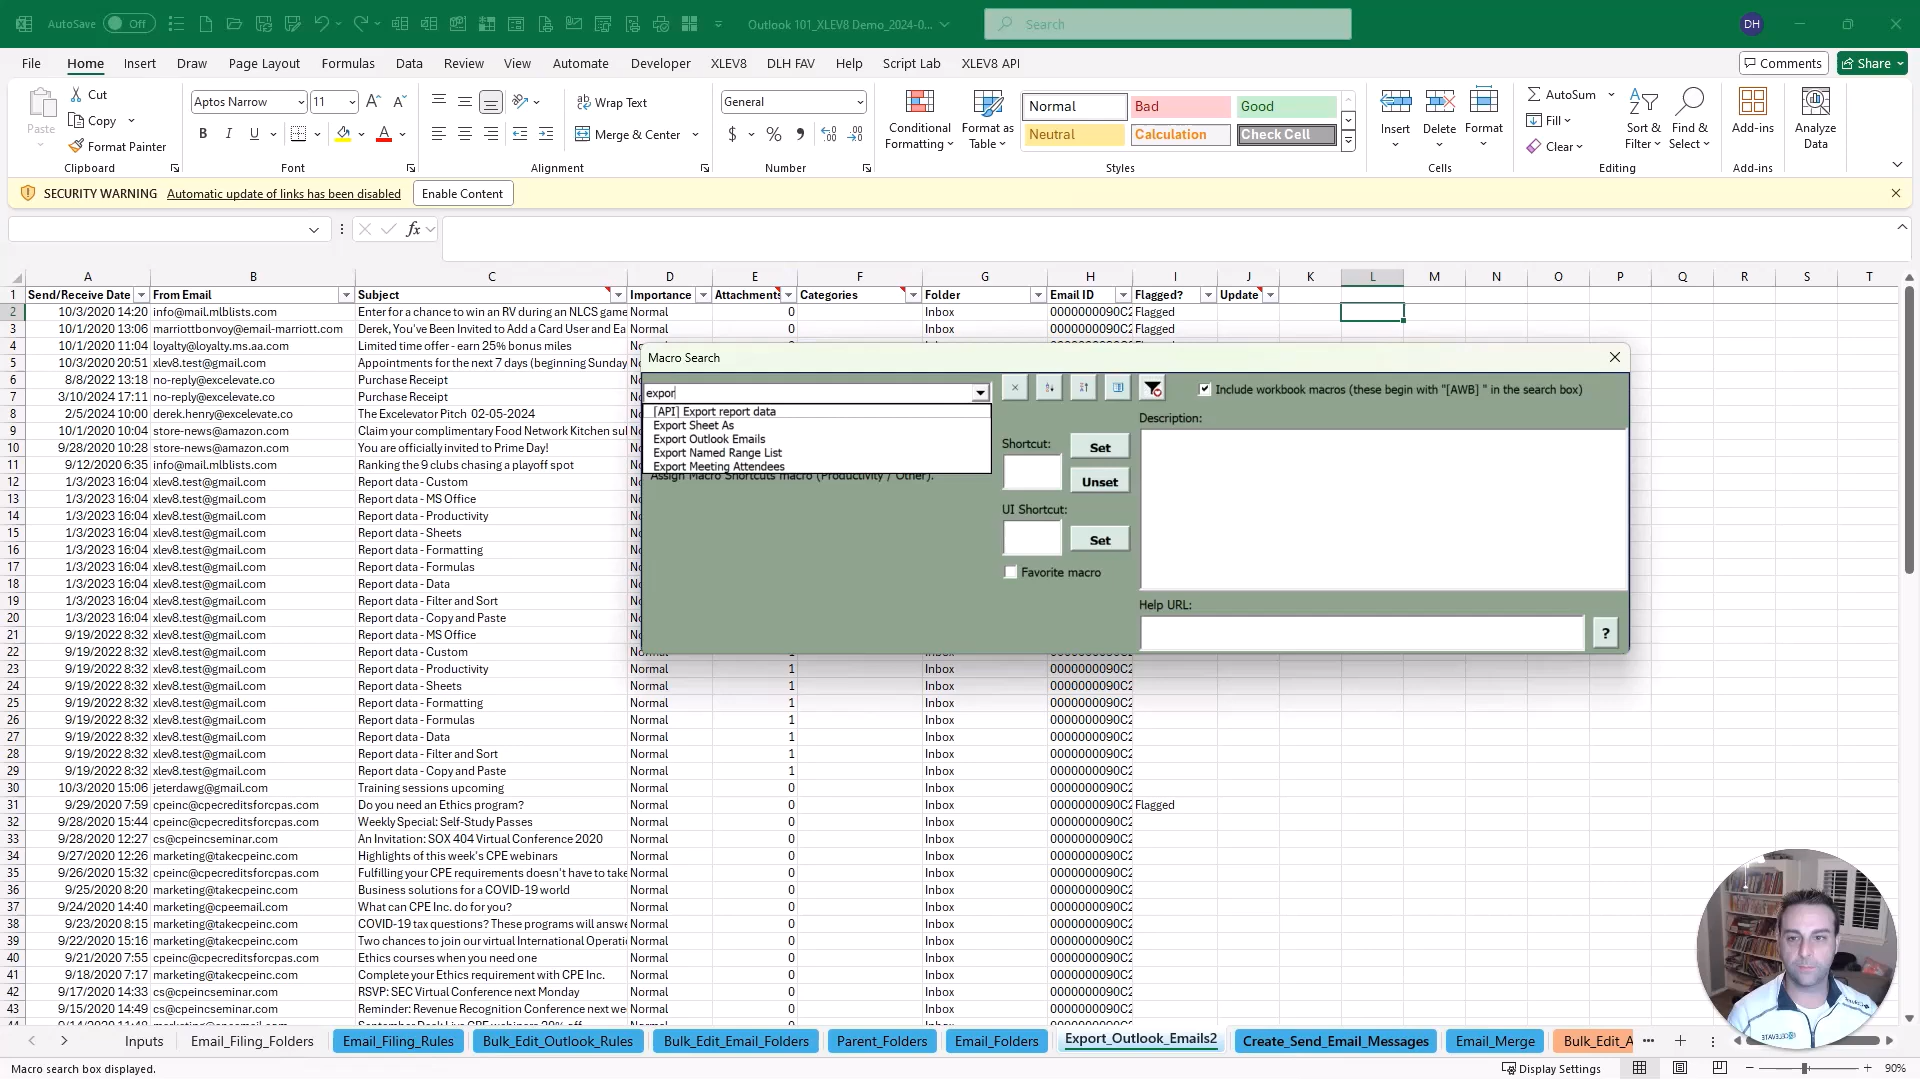 AutoSave Off Outlook 101_XLEV8 Demo_2024-0... Search DH
File Home Insert Draw Page Layout Formulas Data Review View Automate Developer XLEV8 DLH FAV Help Script Lab XLEV8 API Comments Share
Paste Cut Copy Format Painter Clipboard
Aptos Narrow 11 B I U Font
Wrap Text Merge & Center Alignment
General $ % Number
Conditional Formatting Format as Table Normal Bad Good Neutral Calculation Check Cell Styles
Insert Delete Format Cells
AutoSum Fill Clear Sort & Filter Find & Select Editing
Add-ins Add-ins Analyze Data
SECURITY WARNING Automatic update of links has been disabled Enable Content
fx
A B C D E F G H I J K L M N O P Q R S T
1 Send/Receive Date From Email Subject Importance Attachments Categories Folder Email ID Flagged? Update
2 10/3/2020 14:20 info@mail.mlblists.com Enter for a chance to win an RV during an NLCS game Normal 0 Inbox 0000000090C2 Flagged
3 10/1/2020 13:06 marriottbonvoy@email-marriott.com Derek, You've Been Invited to Add a Card User and Ea Normal 0 Inbox 0000000090C2 Flagged
4 10/1/2020 11:04 loyalty@loyalty.ms.aa.com Limited time offer - earn 25% bonus miles
5 10/3/2020 20:51 xlev8.test@gmail.com Appointments for the next 7 days (beginning Sunday
6 8/8/2022 13:18 no-reply@excelevate.co Purchase Receipt
7 3/10/2024 17:11 no-reply@excelevate.co Purchase Receipt
8 2/5/2024 10:00 derek.henry@excelevate.co The Excelevator Pitch 02-05-2024
9 10/1/2020 10:04 store-news@amazon.com Claim your complimentary Food Network Kitchen sul
10 9/28/2020 10:28 store-news@amazon.com You are officially invited to Prime Day!
11 9/12/2020 6:35 info@mail.mlblists.com Ranking the 9 clubs chasing a playoff spot
12 1/3/2023 16:04 xlev8.test@gmail.com Report data - Custom
13 1/3/2023 16:04 xlev8.test@gmail.com Report data - MS Office
14 1/3/2023 16:04 xlev8.test@gmail.com Report data - Productivity
15 1/3/2023 16:04 xlev8.test@gmail.com Report data - Sheets
16 1/3/2023 16:04 xlev8.test@gmail.com Report data - Formatting
17 1/3/2023 16:04 xlev8.test@gmail.com Report data - Formulas
18 1/3/2023 16:04 xlev8.test@gmail.com Report data - Data
19 1/3/2023 16:04 xlev8.test@gmail.com Report data - Filter and Sort
20 1/3/2023 16:04 xlev8.test@gmail.com Report data - Copy and Paste
21 9/19/2022 8:32 xlev8.test@gmail.com Report data - MS Office
22 9/19/2022 8:32 xlev8.test@gmail.com Report data - Custom
23 9/19/2022 8:32 xlev8.test@gmail.com Report data - Productivity Normal 1 Inbox 0000000090C2
24 9/19/2022 8:32 xlev8.test@gmail.com Report data - Sheets Normal 1 Inbox 0000000090C2
25 9/19/2022 8:32 xlev8.test@gmail.com Report data - Formatting Normal 1 Inbox 0000000090C2
26 9/19/2022 8:32 xlev8.test@gmail.com Report data - Formulas Normal 1 Inbox 0000000090C2
27 9/19/2022 8:32 xlev8.test@gmail.com Report data - Data Normal 1 Inbox 0000000090C2
28 9/19/2022 8:32 xlev8.test@gmail.com Report data - Filter and Sort Normal 1 Inbox 0000000090C2
29 9/19/2022 8:32 xlev8.test@gmail.com Report data - Copy and Paste Normal 1 Inbox 0000000090C2
30 10/3/2020 15:06 jeterdawg@gmail.com Training sessions upcoming Normal 0 Inbox 0000000090C2
31 9/29/2020 7:59 cpeinc@cpecreditsforcpas.com Do you need an Ethics program? Normal 0 Inbox 0000000090C2 Flagged
32 9/28/2020 15:44 cpeinc@cpecreditsforcpas.com Weekly Special: Self-Study Passes Normal 0 Inbox 0000000090C2
33 9/28/2020 12:27 cs@cpeincseminar.com An Invitation: SOX 404 Virtual Conference 2020 Normal 0 Inbox 0000000090C2
34 9/27/2020 12:26 marketing@takecpeinc.com Highlights of this week's CPE webinars Normal 0 Inbox 0000000090C2
35 9/26/2020 15:32 cpeinc@cpecreditsforcpas.com Fulfilling your CPE requirements doesn't have to take Normal 0 Inbox 0000000090C2
36 9/25/2020 8:20 marketing@takecpeinc.com Business solutions for a COVID-19 world Normal 0 Inbox 0000000090C2
37 9/24/2020 14:40 marketing@cpeemail.com What can CPE Inc. do for you? Normal 0 Inbox 0000000090C2
38 9/23/2020 8:15 marketing@takecpeinc.com COVID-19 tax questions? These programs will answe Normal 0 Inbox 0000000090C2
39 9/22/2020 15:16 marketing@takecpeinc.com Two chances to join our virtual International Operati Normal 0 Inbox 0000000090C2
40 9/21/2020 7:55 cpeinc@cpecreditsforcpas.com Ethics courses when you need one Normal 0 Inbox 0000000090C2
41 9/18/2020 7:17 marketing@takecpeinc.com Complete your Ethics requirement with CPE Inc. Normal 0 Inbox 0000000090C2
42 9/17/2020 14:33 cs@cpeincseminar.com RSVP: SEC Virtual Conference next Monday Normal 0 Inbox 0000000090C2
43 9/15/2020 14:49 cs@cpeincseminar.com Reminder: Revenue Recognition Conference next we Normal 0 Inbox 0000000090C2
Macro Search
expor
[API] Export report data
Export Sheet As
Export Outlook Emails
Export Named Range List
Export Meeting Attendees
Assign Macro Shortcuts macro (Productivity / Other).
Include workbook macros (these begin with "[AWB] " in the search box)
Description:
Shortcut: Set
Unset
UI Shortcut:
Set
Favorite macro
Help URL:
?
Inputs Email_Filing_Folders Email_Filing_Rules Bulk_Edit_Outlook_Rules Bulk_Edit_Email_Folders Parent_Folders Email_Folders Export_Outlook_Emails2 Create_Send_Email_Messages Email_Merge Bulk_Edit_A
Macro search box displayed. Display Settings 90%